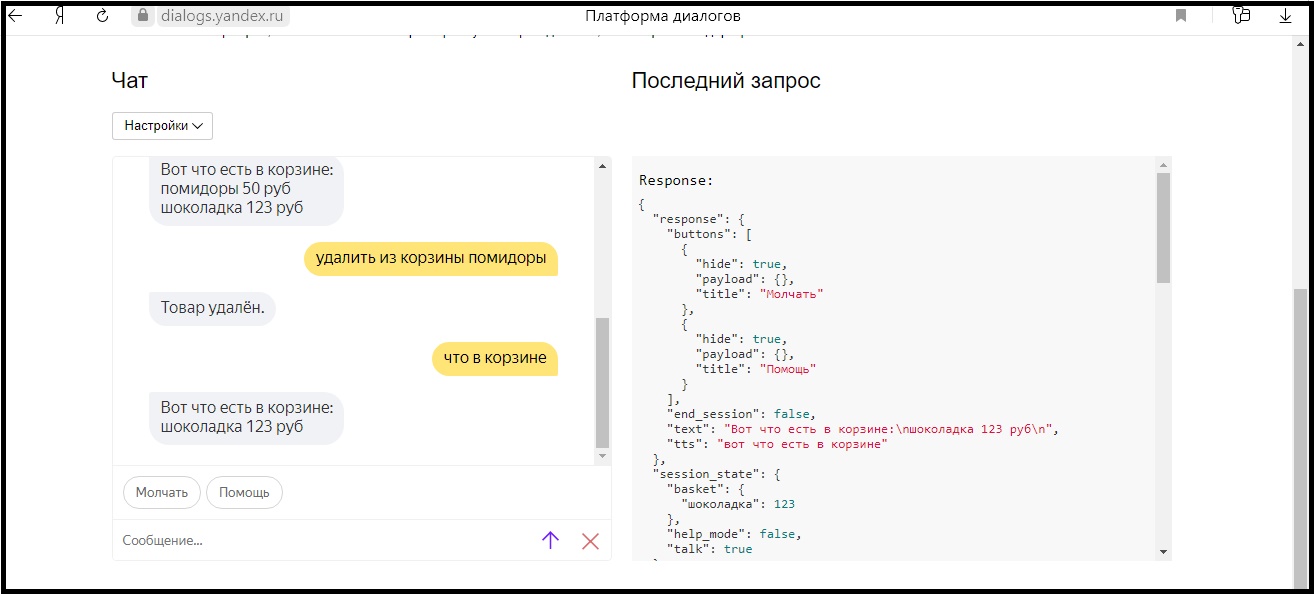 Я
dialogs.yandex.ru
Платформа диалогов
Чат
Последний запрос
Настройки
Вот что есть в корзине:
помидоры 50 руб
шоколадка 123 руб
удалить из корзины помидоры
Товар удалён.
что в корзине
Вот что есть в корзине:
шоколадка 123 руб
Молчать
Помощь
Сообщение...
Response:
{
"response": {
"buttons": [
{
"hide": true,
"payload": {},
"title": "Молчать"
},
{
"hide": true,
"payload": {},
"title": "Помощь"
}
],
"end_session": false,
"text": "Вот что есть в корзине:\nшоколадка 123 руб\n",
"tts": "вот что есть в корзине"
},
"session_state": {
"basket": {
"шоколадка": 123
},
"help_mode": false,
"talk": true